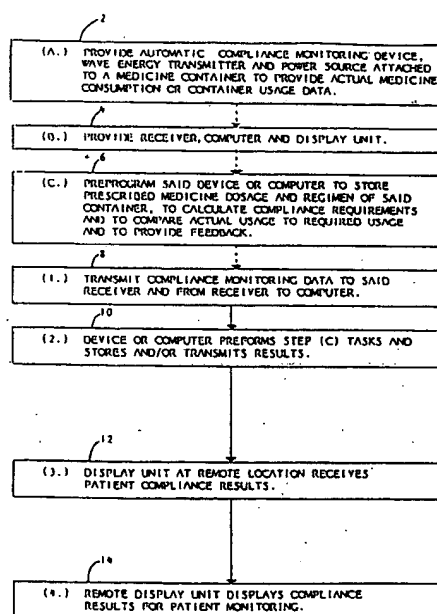 2
(A.) PROVIDE AUTOMATIC COMPLIANCE MONITORING DEVICE,
WAVE ENERGY TRANSMITTER AND POWER SOURCE ATTACHED
TO A MEDICINE CONTAINER TO PROVIDE ACTUAL MEDICINE
CONSUMPTION OR CONTAINER USAGE DATA.
4
(B.) PROVIDE RECEIVER, COMPUTER AND DISPLAY UNIT.
6
(C.) PREPROGRAM SAID DEVICE OR COMPUTER TO STORE
PRESCRIBED MEDICINE DOSAGE AND REGIMEN OF SAID
CONTAINER, TO CALCULATE COMPLIANCE REQUIREMENTS
AND TO COMPARE ACTUAL USAGE TO REQUIRED USAGE
AND TO PROVIDE FEEDBACK.
8
(1.) TRANSMIT COMPLIANCE MONITORING DATA TO SAID
RECEIVER AND FROM RECEIVER TO COMPUTER.
10
(2.) DEVICE OR COMPUTER PREFORMS STEP (C) TASKS AND
STORES AND/OR TRANSMITS RESULTS.
12
(3.) DISPLAY UNIT AT REMOTE LOCATION RECEIVES
PATIENT COMPLIANCE RESULTS.
14
(4.) REMOTE DISPLAY UNIT DISPLAYS COMPLIANCE
RESULTS FOR PATIENT MONITORING.